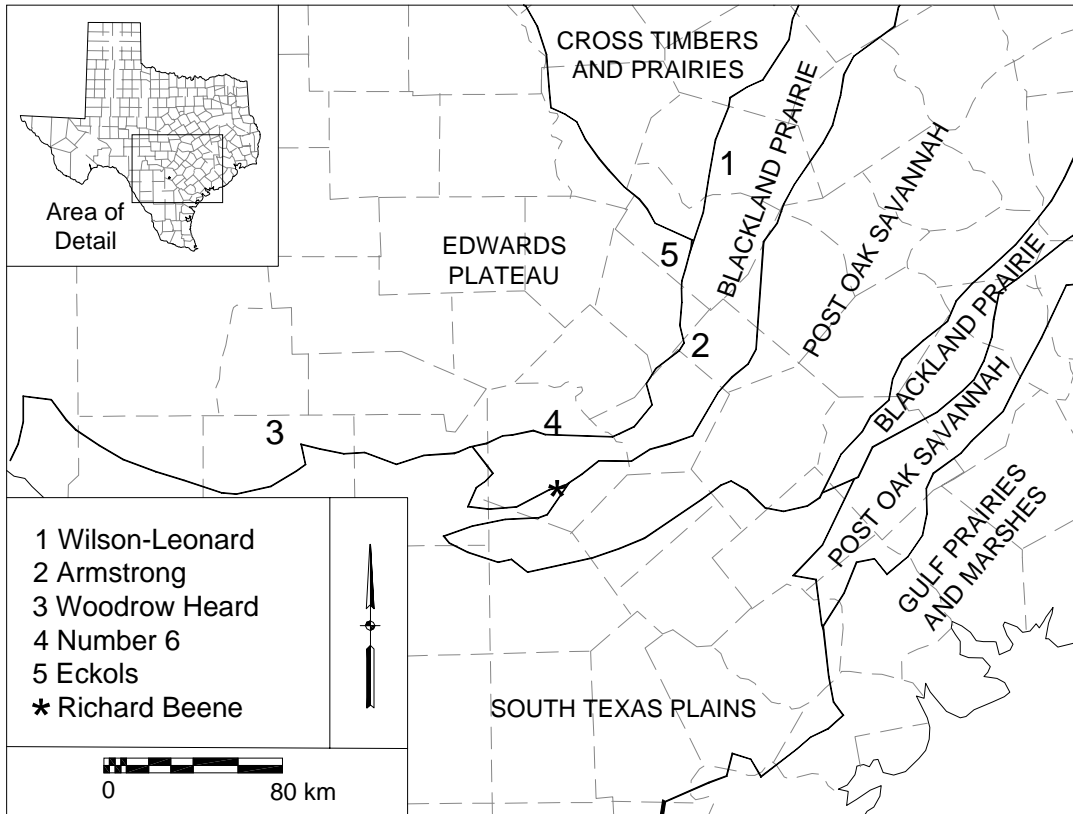 CROSS TIMBERS
AND PRAIRIES
Area of
Detail
BLACKLAND PRAIRIE
1
POST OAK SAVANNAH
EDWARDS
PLATEAU
5
2
BLACKLAND PRAIRIE
3
4
POST OAK SAVANNAH
*
GULF PRAIRIES
AND MARSHES
1 Wilson-Leonard
2 Armstrong
3 Woodrow Heard
4 Number 6
5 Eckols
* Richard Beene
SOUTH TEXAS PLAINS
0 80 km